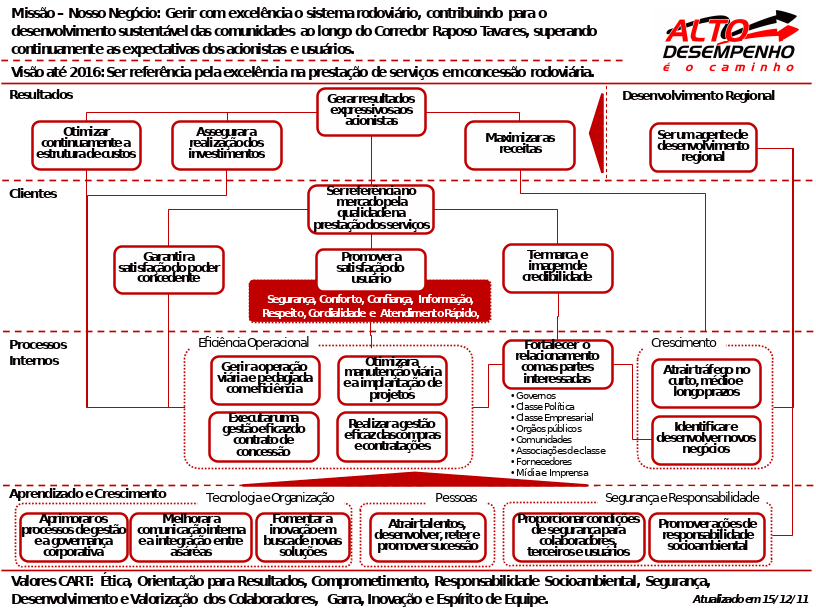 Missão – Nosso Negócio: Gerir com excelência o sistema rodoviário, contribuindo para o
desenvolvimento sustentável das comunidades ao longo do Corredor Raposo Tavares, superando
continuamente as expectativas dos acionistas e usuários.
ALTO
DESEMPENHO
é o caminho
Visão até 2016: Ser referência pela excelência na prestação de serviços em concessão rodoviária.
Resultados
Desenvolvimento Regional
Gerar resultados
expressivos aos
acionistas
Otimizar
continuamente a
estrutura de custos
Assegurar a
realização dos
investimentos
Maximizar as
receitas
Ser um agente de
desenvolvimento
regional
Clientes
Ser referência no
mercado pela
qualidade na
prestação dos serviços
Garantir a
satisfação do poder
concedente
Promover a
satisfação do
usuário
Ter marca e
imagem de
credibilidade
Segurança, Conforto, Confiança, Informação,
Respeito, Cordialidade e Atendimento Rápido,
Processos
Internos
Eficiência Operacional
Crescimento
Gerir a operação
viária e pedagiada
com eficiência
Otimizar a
manutenção viária
e a implantação de
projetos
Executar uma
gestão eficaz do
contrato de
concessão
Realizar a gestão
eficaz das compras
e contratações
Fortalecer o
relacionamento
com as partes
interessadas
• Governos
• Classe Política
• Classe Empresarial
• Orgãos públicos
• Comunidades
• Associações de classe
• Fornecedores
• Mídia e Imprensa
Atrair tráfego no
curto, médio e
longo prazos
Identificar e
desenvolver novos
negócios
Aprendizado e Crescimento
Tecnologia e Organização
Pessoas
Segurança e Responsabilidade
Aprimorar os
processos de gestão
e a governança
corporativa
Melhorar a
comunicação interna
e a integração entre
as áreas
Fomentar a
inovação em
busca de novas
soluções
Atrair talentos,
desenvolver, reter e
promover sucessão
Proporcionar condições
de segurança para
colaboradores,
terceiros e usuários
Promover ações de
responsabilidade
socioambiental
Valores CART: Ética, Orientação para Resultados, Comprometimento, Responsabilidade Socioambiental, Segurança,
Desenvolvimento e Valorização dos Colaboradores, Garra, Inovação e Espírito de Equipe.
Atualizado em 15/12/11